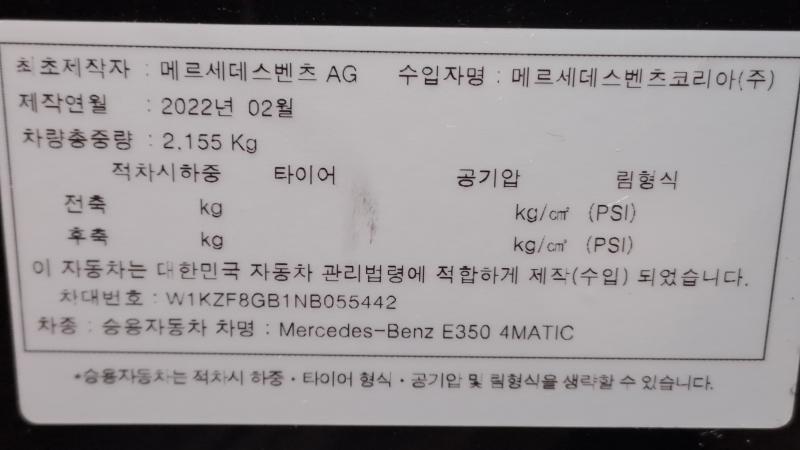 최초제작자 : 메르세데스벤츠 AG 수입자명 : 메르세데스벤츠코리아(주)
제작연월 : 2022년 02월
차량총중량 : 2.155 Kg
적차시하중 타이어 공기압 림형식
전축 kg kg/㎠ (PSI)
후축 kg kg/㎠ (PSI)
이 자동차는 대한민국 자동차 관리법령에 적합하게 제작(수입) 되었습니다.
차대번호 : W1KZF8GB1NB055442
차종 : 승용자동차 차명 : Mercedes-Benz E350 4MATIC
*승용자동차는 적차시 하중·타이어 형식·공기압 및 림형식을 생략할 수 있습니다.